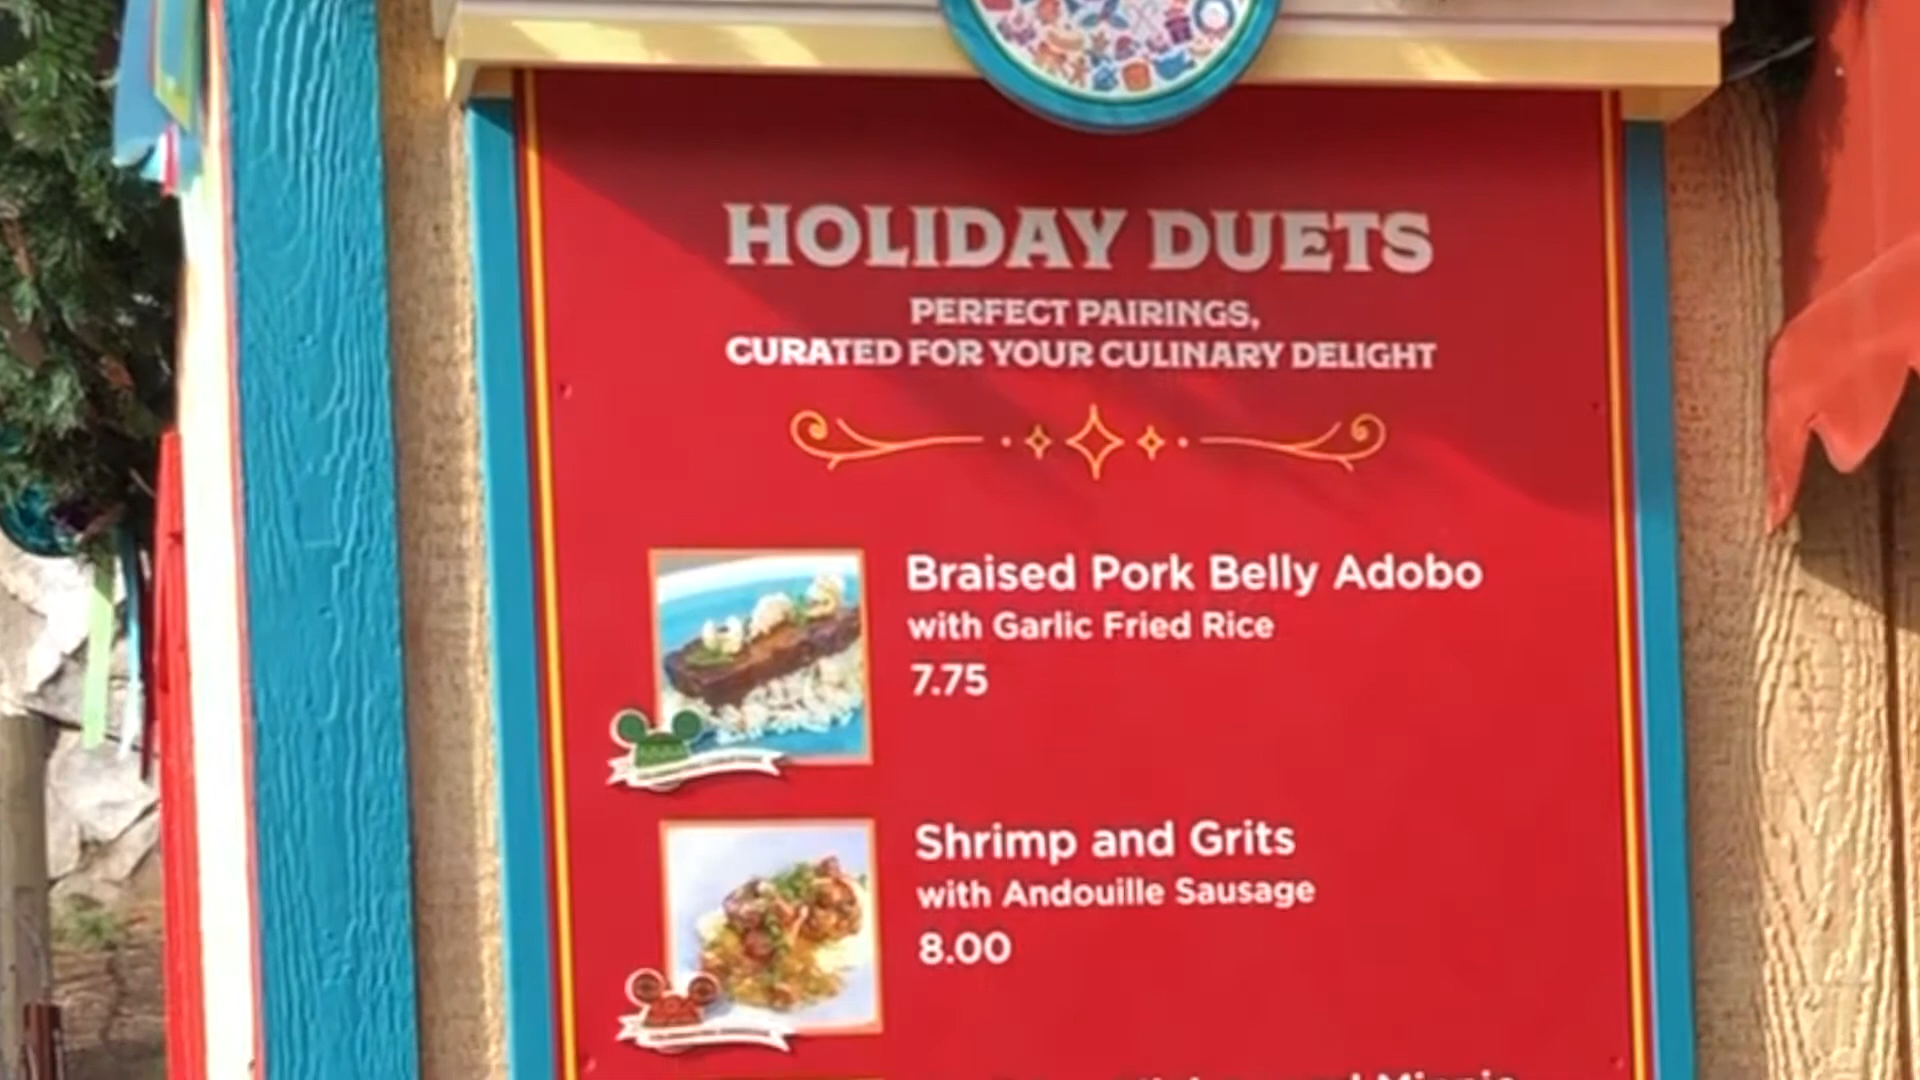 HOLIDAY DUETS
PERFECT PAIRINGS,
CURATED FOR YOUR CULINARY DELIGHT
Braised Pork Belly Adobo
with Garlic Fried Rice
7.75
Shrimp and Grits
with Andouille Sausage
8.00